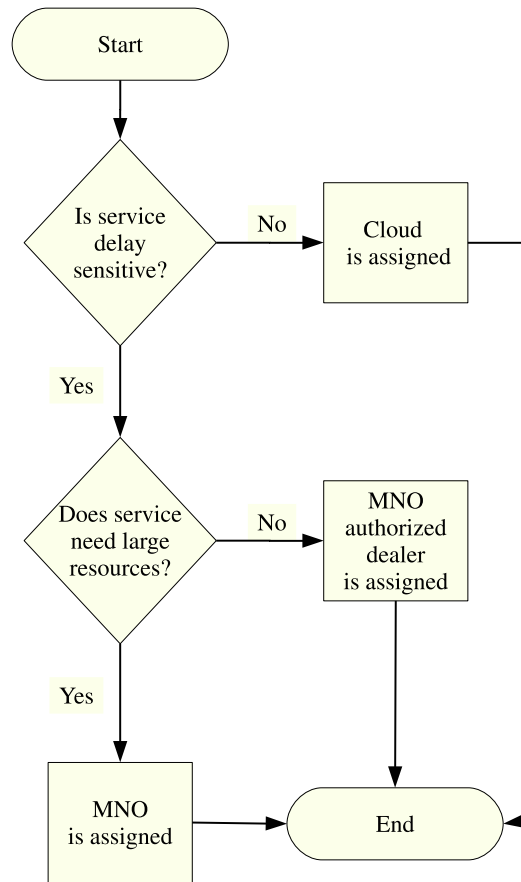 Start
Is service
delay
sensitive?
No
Cloud
is assigned
Yes
Does service
need large
resources?
No
MNO
authorized
dealer
is assigned
Yes
MNO
is assigned
End